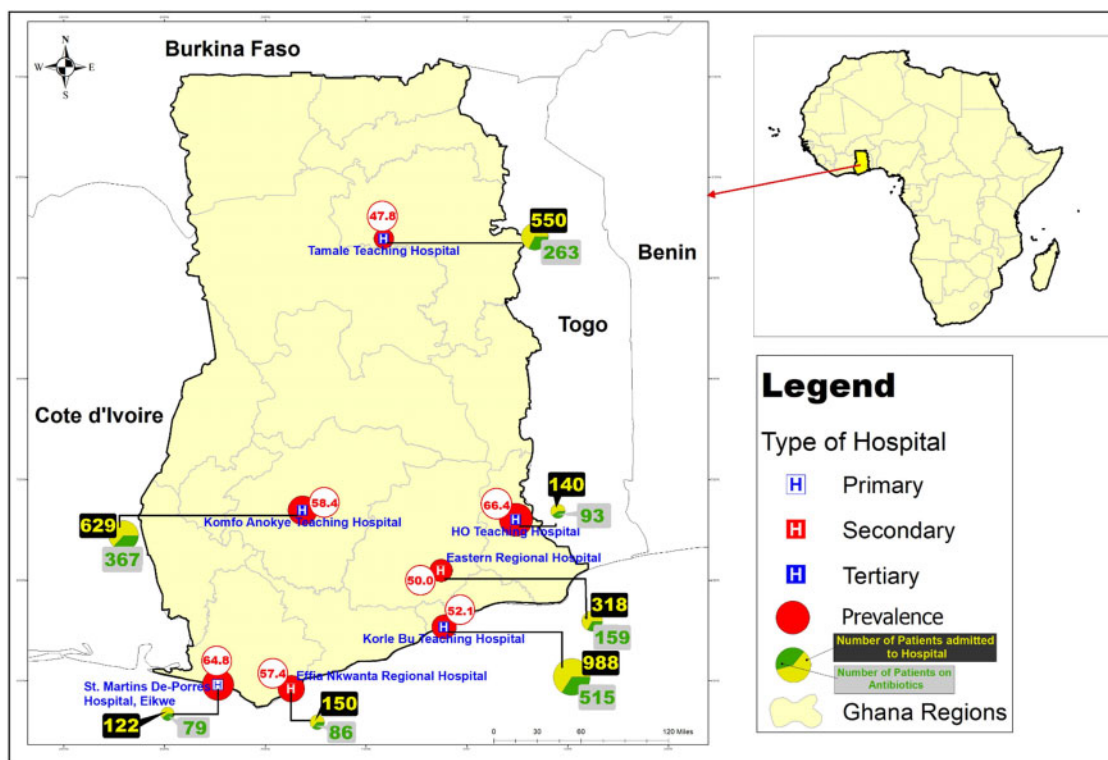 N
W E
S
Burkina Faso
Benin
Togo
Cote d'Ivoire
47.8
Tamale Teaching Hospital
550
263
58.4
Komfo Anokye Teaching Hospital
629
367
66.4
HO Teaching Hospital
140
93
Eastern Regional Hospital
50.0
318
159
52.1
Korle Bu Teaching Hospital
988
515
64.8
St. Martins De-Porres
Hospital, Eikwe
122
79
57.4
Effia Nkwanta Regional Hospital
150
86
0 30 60 120 Miles
Legend
Type of Hospital
H Primary
H Secondary
H Tertiary
Prevalence
Number of Patients admitted
to Hospital
Number of Patients on
Antibiotics
Ghana Regions